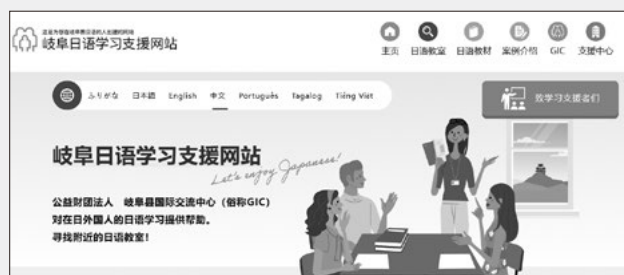 岐阜日语学习支援网站
主页 日语教室 日语教材 案例介绍 GIC 支援中心
ふりがな 日本語 English 中文 Português Tagalog Tiếng Việt
致学习支援者们
岐阜日语学习支援网站
Let's enjoy Japanese!
公益财团法人 岐阜县国际交流中心（俗称GIC）
对在日外国人的日语学习提供帮助。
寻找附近的日语教室！